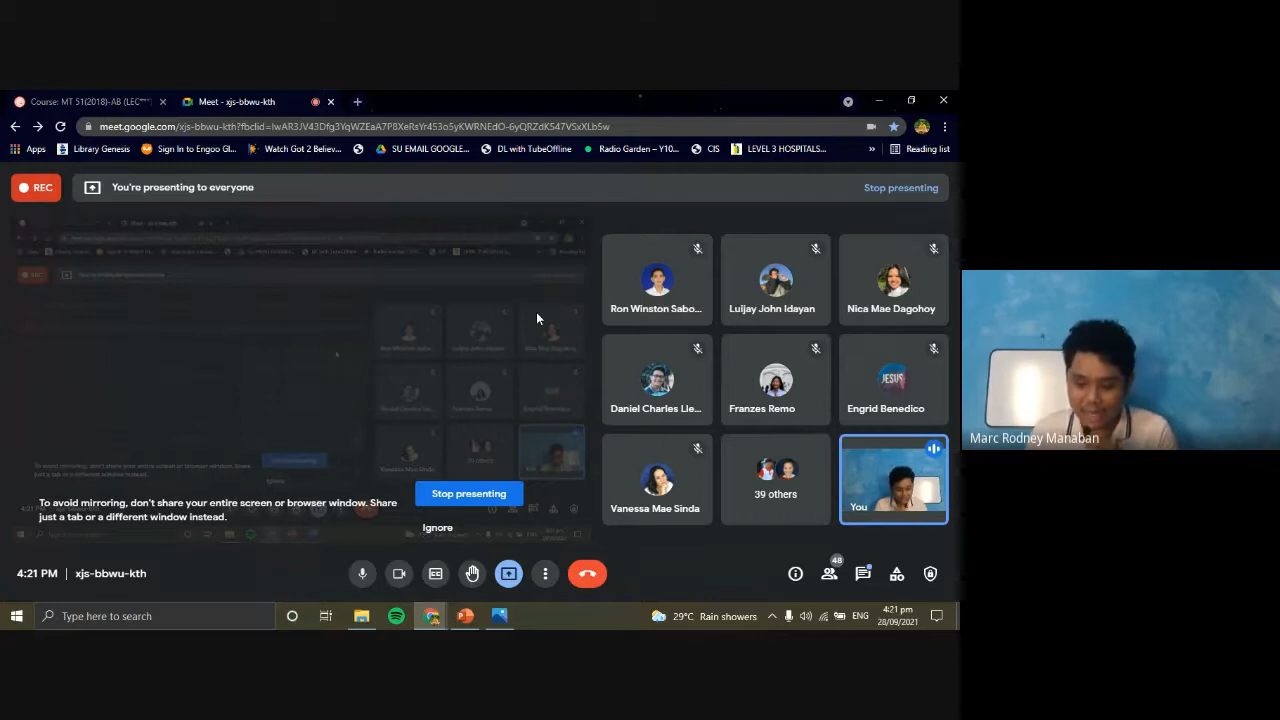 Course: MT 51(2018)-AB (LEC
Meet - xjs-bbwu-kth
meet.google.com/xjs-bbwu-kth?fbclid=IwAR3JV43Dfg3YqWZEaA7P8XeRsYr453o5yKWRNEdO-6yQRZdK547VSxXLb5w
Apps Library Genesis Sign In to Engoo Gl... Watch Got 2 Believ... SU EMAIL GOOGLE... DL with TubeOffline Radio Garden – Y10... CIS LEVEL 3 HOSPITALS... » Reading list
REC You're presenting to everyone Stop presenting
Ron Winston Sabo... Luijay John Idayan Nica Mae Dagohoy
Daniel Charles Lle... Franzes Remo JESUS Engrid Benedico
Marc Rodney Manaban
Vanessa Mae Sinda 39 others You
To avoid mirroring, don't share your entire screen or browser window. Share
just a tab or a different window instead.
Stop presenting
Ignore
4:21 PM | xjs-bbwu-kth
48
Type here to search
29°C Rain showers ENG 4:21 pm
28/09/2021